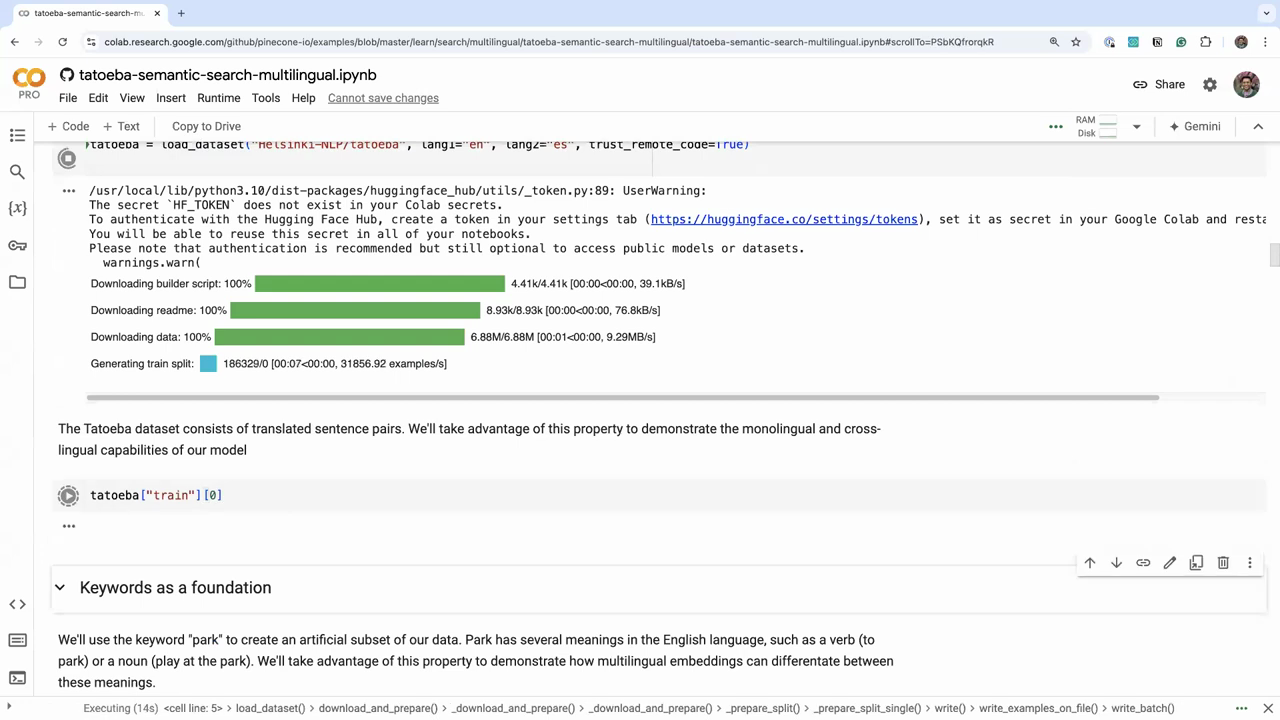 tatoeba-semantic-search-mu
colab.research.google.com/github/pinecone-io/examples/blob/master/learn/search/multilingual/tatoeba-semantic-search-multilingual/tatoeba-semantic-search-multilingual.ipynb#scrollTo=PSbKQfrorqkR
tatoeba-semantic-search-multilingual.ipynb
PRO
File Edit View Insert Runtime Tools Help Cannot save changes
Share
+ Code + Text Copy to Drive
RAM
Disk
Gemini
tatoeba = load_dataset("Helsinki-NLP/tatoeba", lang1="en", lang2="es", trust_remote_code=True)
/usr/local/lib/python3.10/dist-packages/huggingface_hub/utils/_token.py:89: UserWarning:
The secret `HF_TOKEN` does not exist in your Colab secrets.
To authenticate with the Hugging Face Hub, create a token in your settings tab (https://huggingface.co/settings/tokens), set it as secret in your Google Colab and resta
You will be able to reuse this secret in all of your notebooks.
Please note that authentication is recommended but still optional to access public models or datasets.
warnings.warn(
Downloading builder script: 100% 4.41k/4.41k [00:00<00:00, 39.1kB/s]
Downloading readme: 100% 8.93k/8.93k [00:00<00:00, 76.8kB/s]
Downloading data: 100% 6.88M/6.88M [00:01<00:00, 9.29MB/s]
Generating train split: 186329/0 [00:07<00:00, 31856.92 examples/s]
The Tatoeba dataset consists of translated sentence pairs. We'll take advantage of this property to demonstrate the monolingual and cross-
lingual capabilities of our model
tatoeba["train"][0]
Keywords as a foundation
We'll use the keyword "park" to create an artificial subset of our data. Park has several meanings in the English language, such as a verb (to
park) or a noun (play at the park). We'll take advantage of this property to demonstrate how multilingual embeddings can differentate between
these meanings.
Executing (14s) <cell line: 5> > load_dataset() > download_and_prepare() > _download_and_prepare() > _download_and_prepare() > _prepare_split() > _prepare_split_single() > write() > write_examples_on_file() > write_batch()